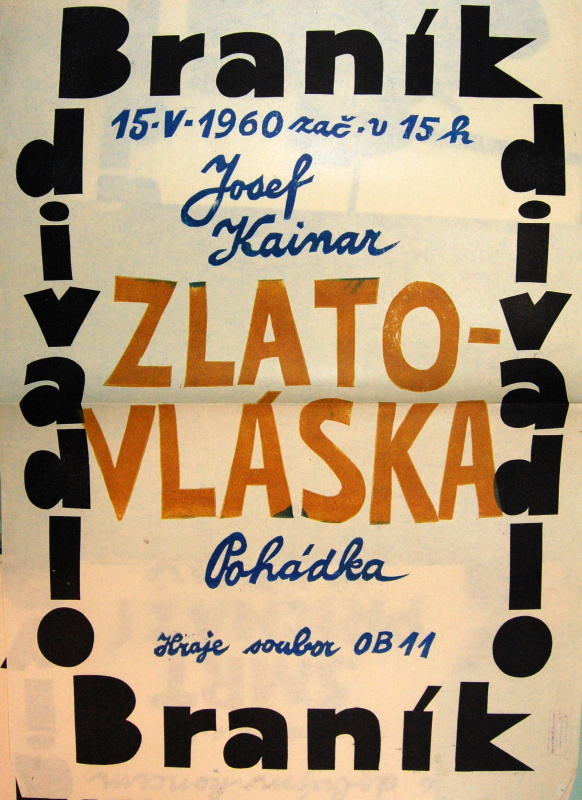 Braník
divadlo
divadlo
15·V·1960 zač. v 15 h
Josef
Kainar
ZLATO-
VLÁSKA
Pohádka
Hraje soubor OB 11
Braník